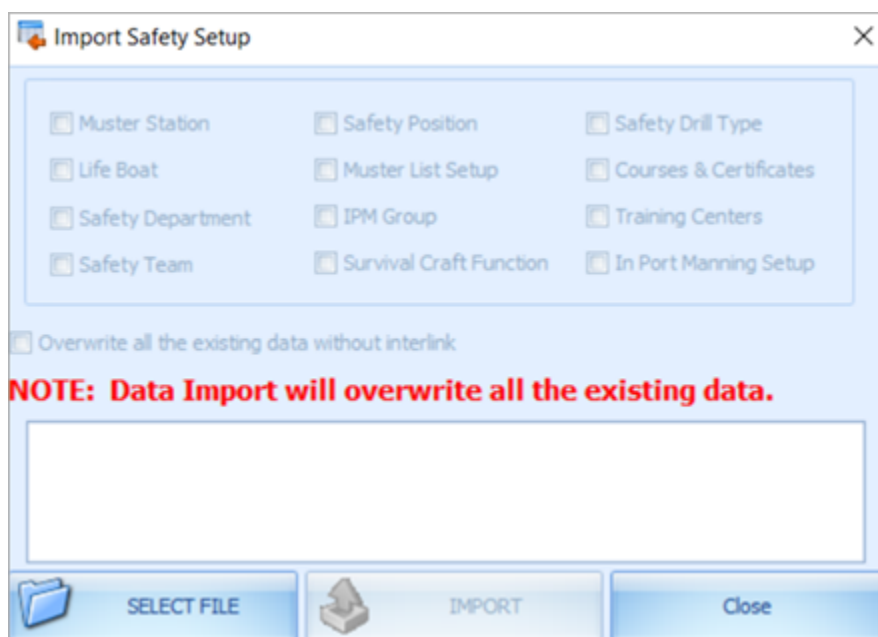 Import Safety Setup
Muster Station Safety Position Safety Drill Type
Life Boat Muster List Setup Courses & Certificates
Safety Department IPM Group Training Centers
Safety Team Survival Craft Function In Port Manning Setup
Overwrite all the existing data without interlink
NOTE: Data Import will overwrite all the existing data.
SELECT FILE IMPORT Close